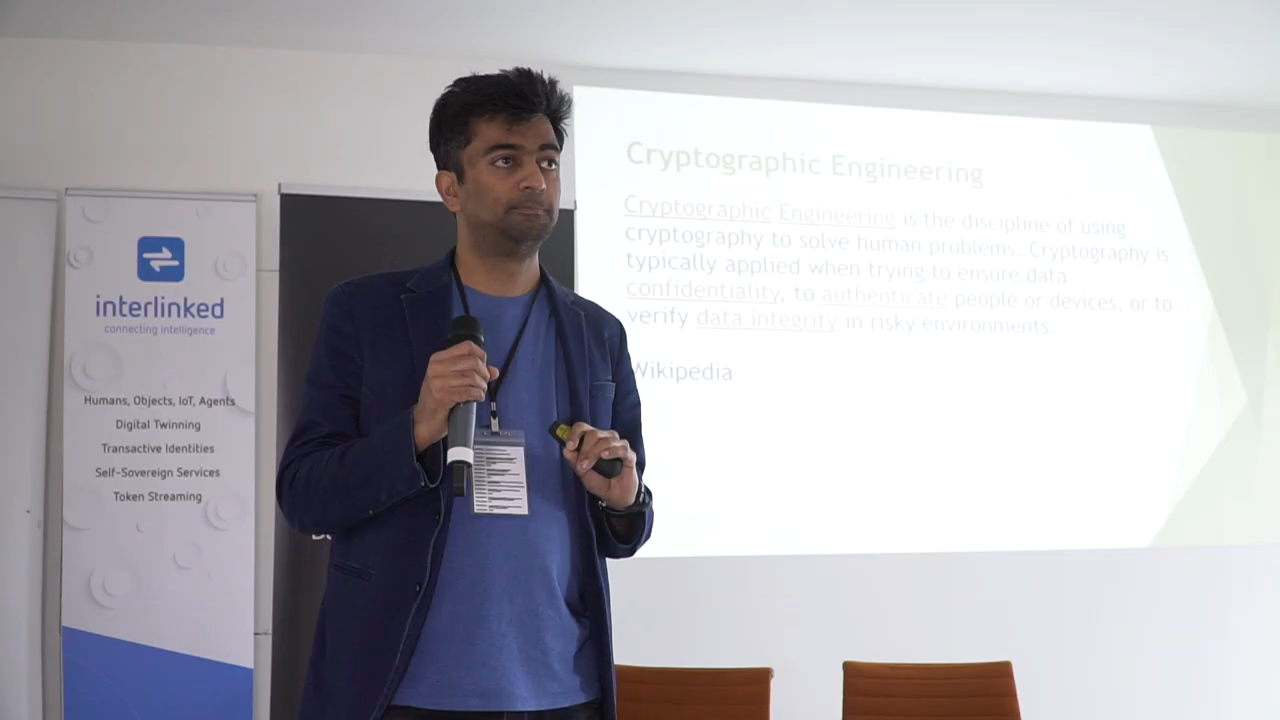 interlinked
connecting intelligence
Humans, Objects, IoT, Agents
Digital Twinning
Transactive Identities
Self-Sovereign Services
Token Streaming
Cryptographic Engineering
Cryptographic Engineering is the discipline of using
cryptography to solve human problems. Cryptography is
typically applied when trying to ensure data
confidentiality, to authenticate people or devices, or to
verify data integrity in risky environments.
Wikipedia